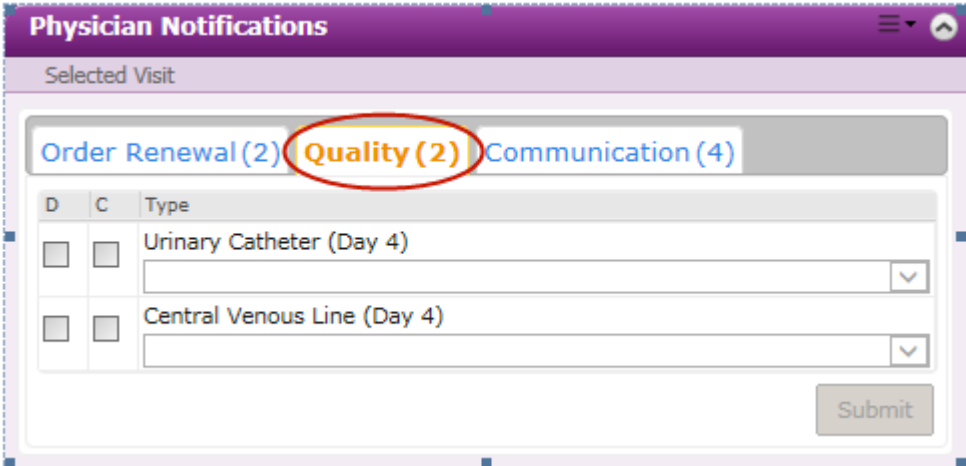 Physician Notifications
Selected Visit
Order Renewal (2) Quality (2) Communication (4)
D C Type
Urinary Catheter (Day 4)
Central Venous Line (Day 4)
Submit